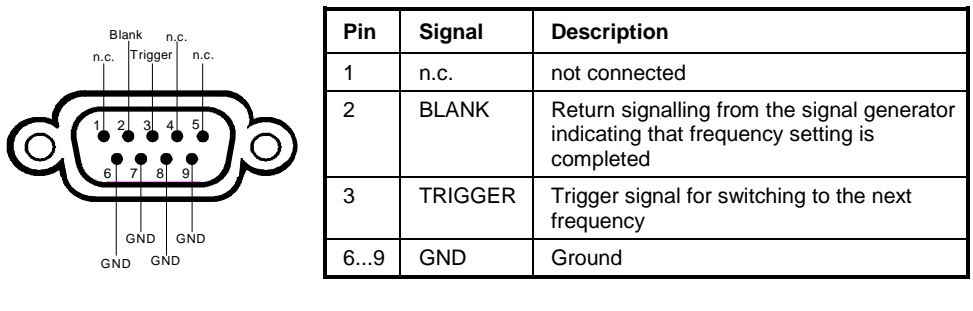 Blank n.c.
n.c. Trigger n.c.
1 2 3 4 5
6 7 8 9
GND GND
GND GND
Pin Signal Description
1 n.c. not connected
2 BLANK Return signalling from the signal generator
indicating that frequency setting is
completed
3 TRIGGER Trigger signal for switching to the next
frequency
6...9 GND Ground